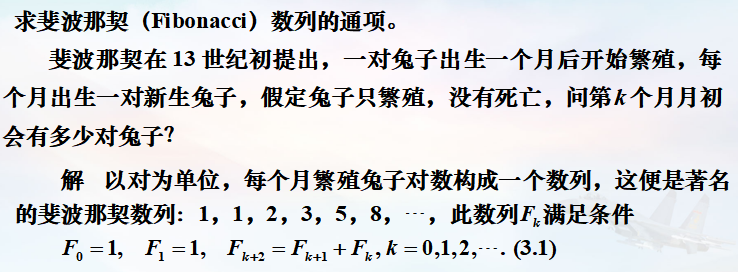 求斐波那契（Fibonacci）数列的通项。
斐波那契在 13 世纪初提出，一对兔子出生一个月后开始繁殖，每
个月出生一对新生兔子，假定兔子只繁殖，没有死亡，问第k个月月初
会有多少对兔子？
解 以对为单位，每个月繁殖兔子对数构成一个数列，这便是著名
的斐波那契数列: 1，1，2，3，5，8，⋯，此数列F_k满足条件
F_0 = 1, F_1 = 1, F_{k+2} = F_{k+1} + F_k, k = 0,1,2,⋯. (3.1)